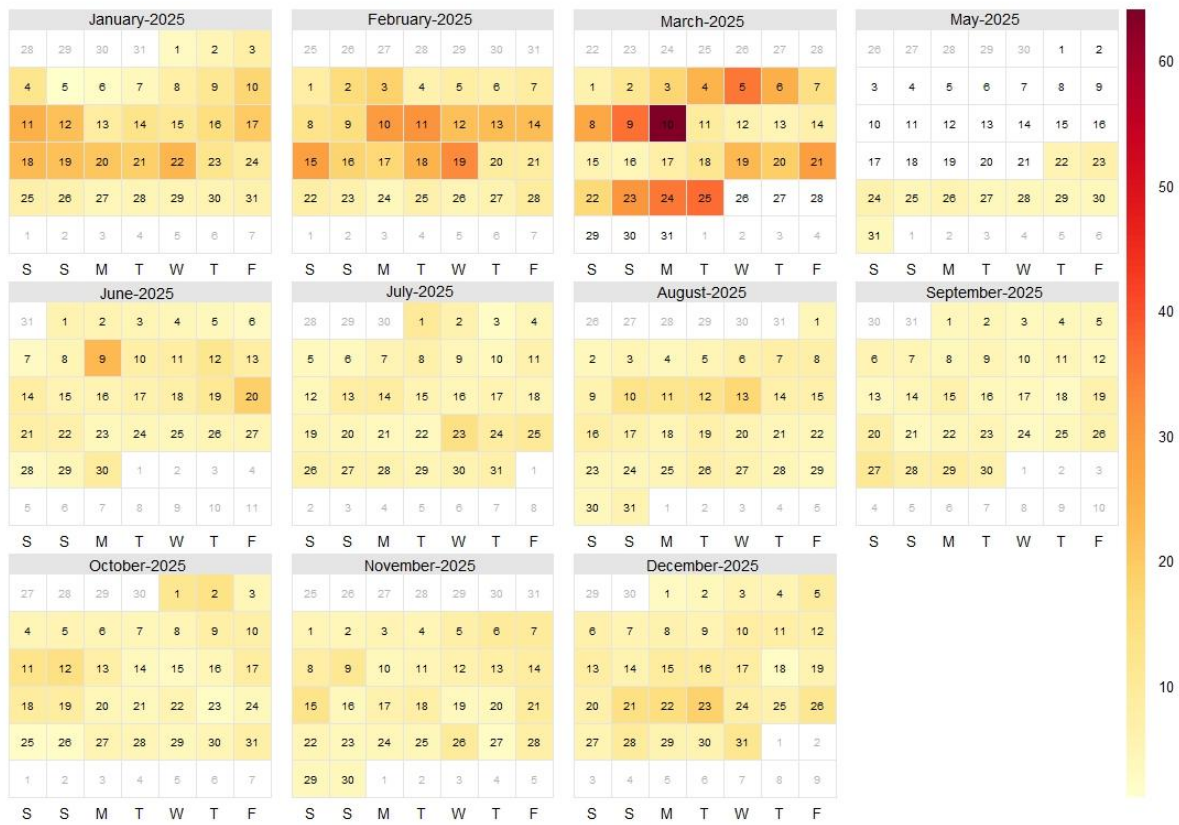 January-2025
28 29 30 31 1 2 3
4 5 6 7 8 9 10
11 12 13 14 15 16 17
18 19 20 21 22 23 24
25 26 27 28 29 30 31
1 2 3 4 5 6 7
S S M T W T F
February-2025
25 26 27 28 29 30 31
1 2 3 4 5 6 7
8 9 10 11 12 13 14
15 16 17 18 19 20 21
22 23 24 25 26 27 28
1 2 3 4 5 6 7
S S M T W T F
March-2025
22 23 24 25 26 27 28
1 2 3 4 5 6 7
8 9 10 11 12 13 14
15 16 17 18 19 20 21
22 23 24 25 26 27 28
29 30 31 1 2 3 4
S S M T W T F
May-2025
26 27 28 29 30 1 2
3 4 5 6 7 8 9
10 11 12 13 14 15 16
17 18 19 20 21 22 23
24 25 26 27 28 29 30
31 1 2 3 4 5 6
S S M T W T F
June-2025
31 1 2 3 4 5 6
7 8 9 10 11 12 13
14 15 16 17 18 19 20
21 22 23 24 25 26 27
28 29 30 1 2 3 4
5 6 7 8 9 10 11
S S M T W T F
July-2025
28 29 30 1 2 3 4
5 6 7 8 9 10 11
12 13 14 15 16 17 18
19 20 21 22 23 24 25
26 27 28 29 30 31 1
2 3 4 5 6 7 8
S S M T W T F
August-2025
26 27 28 29 30 31 1
2 3 4 5 6 7 8
9 10 11 12 13 14 15
16 17 18 19 20 21 22
23 24 25 26 27 28 29
30 31 1 2 3 4 5
S S M T W T F
September-2025
30 31 1 2 3 4 5
6 7 8 9 10 11 12
13 14 15 16 17 18 19
20 21 22 23 24 25 26
27 28 29 30 1 2 3
4 5 6 7 8 9 10
S S M T W T F
October-2025
27 28 29 30 1 2 3
4 5 6 7 8 9 10
11 12 13 14 15 16 17
18 19 20 21 22 23 24
25 26 27 28 29 30 31
1 2 3 4 5 6 7
S S M T W T F
November-2025
25 26 27 28 29 30 31
1 2 3 4 5 6 7
8 9 10 11 12 13 14
15 16 17 18 19 20 21
22 23 24 25 26 27 28
29 30 1 2 3 4 5
S S M T W T F
December-2025
29 30 1 2 3 4 5
6 7 8 9 10 11 12
13 14 15 16 17 18 19
20 21 22 23 24 25 26
27 28 29 30 31 1 2
3 4 5 6 7 8 9
S S M T W T F
60
50
40
30
20
10